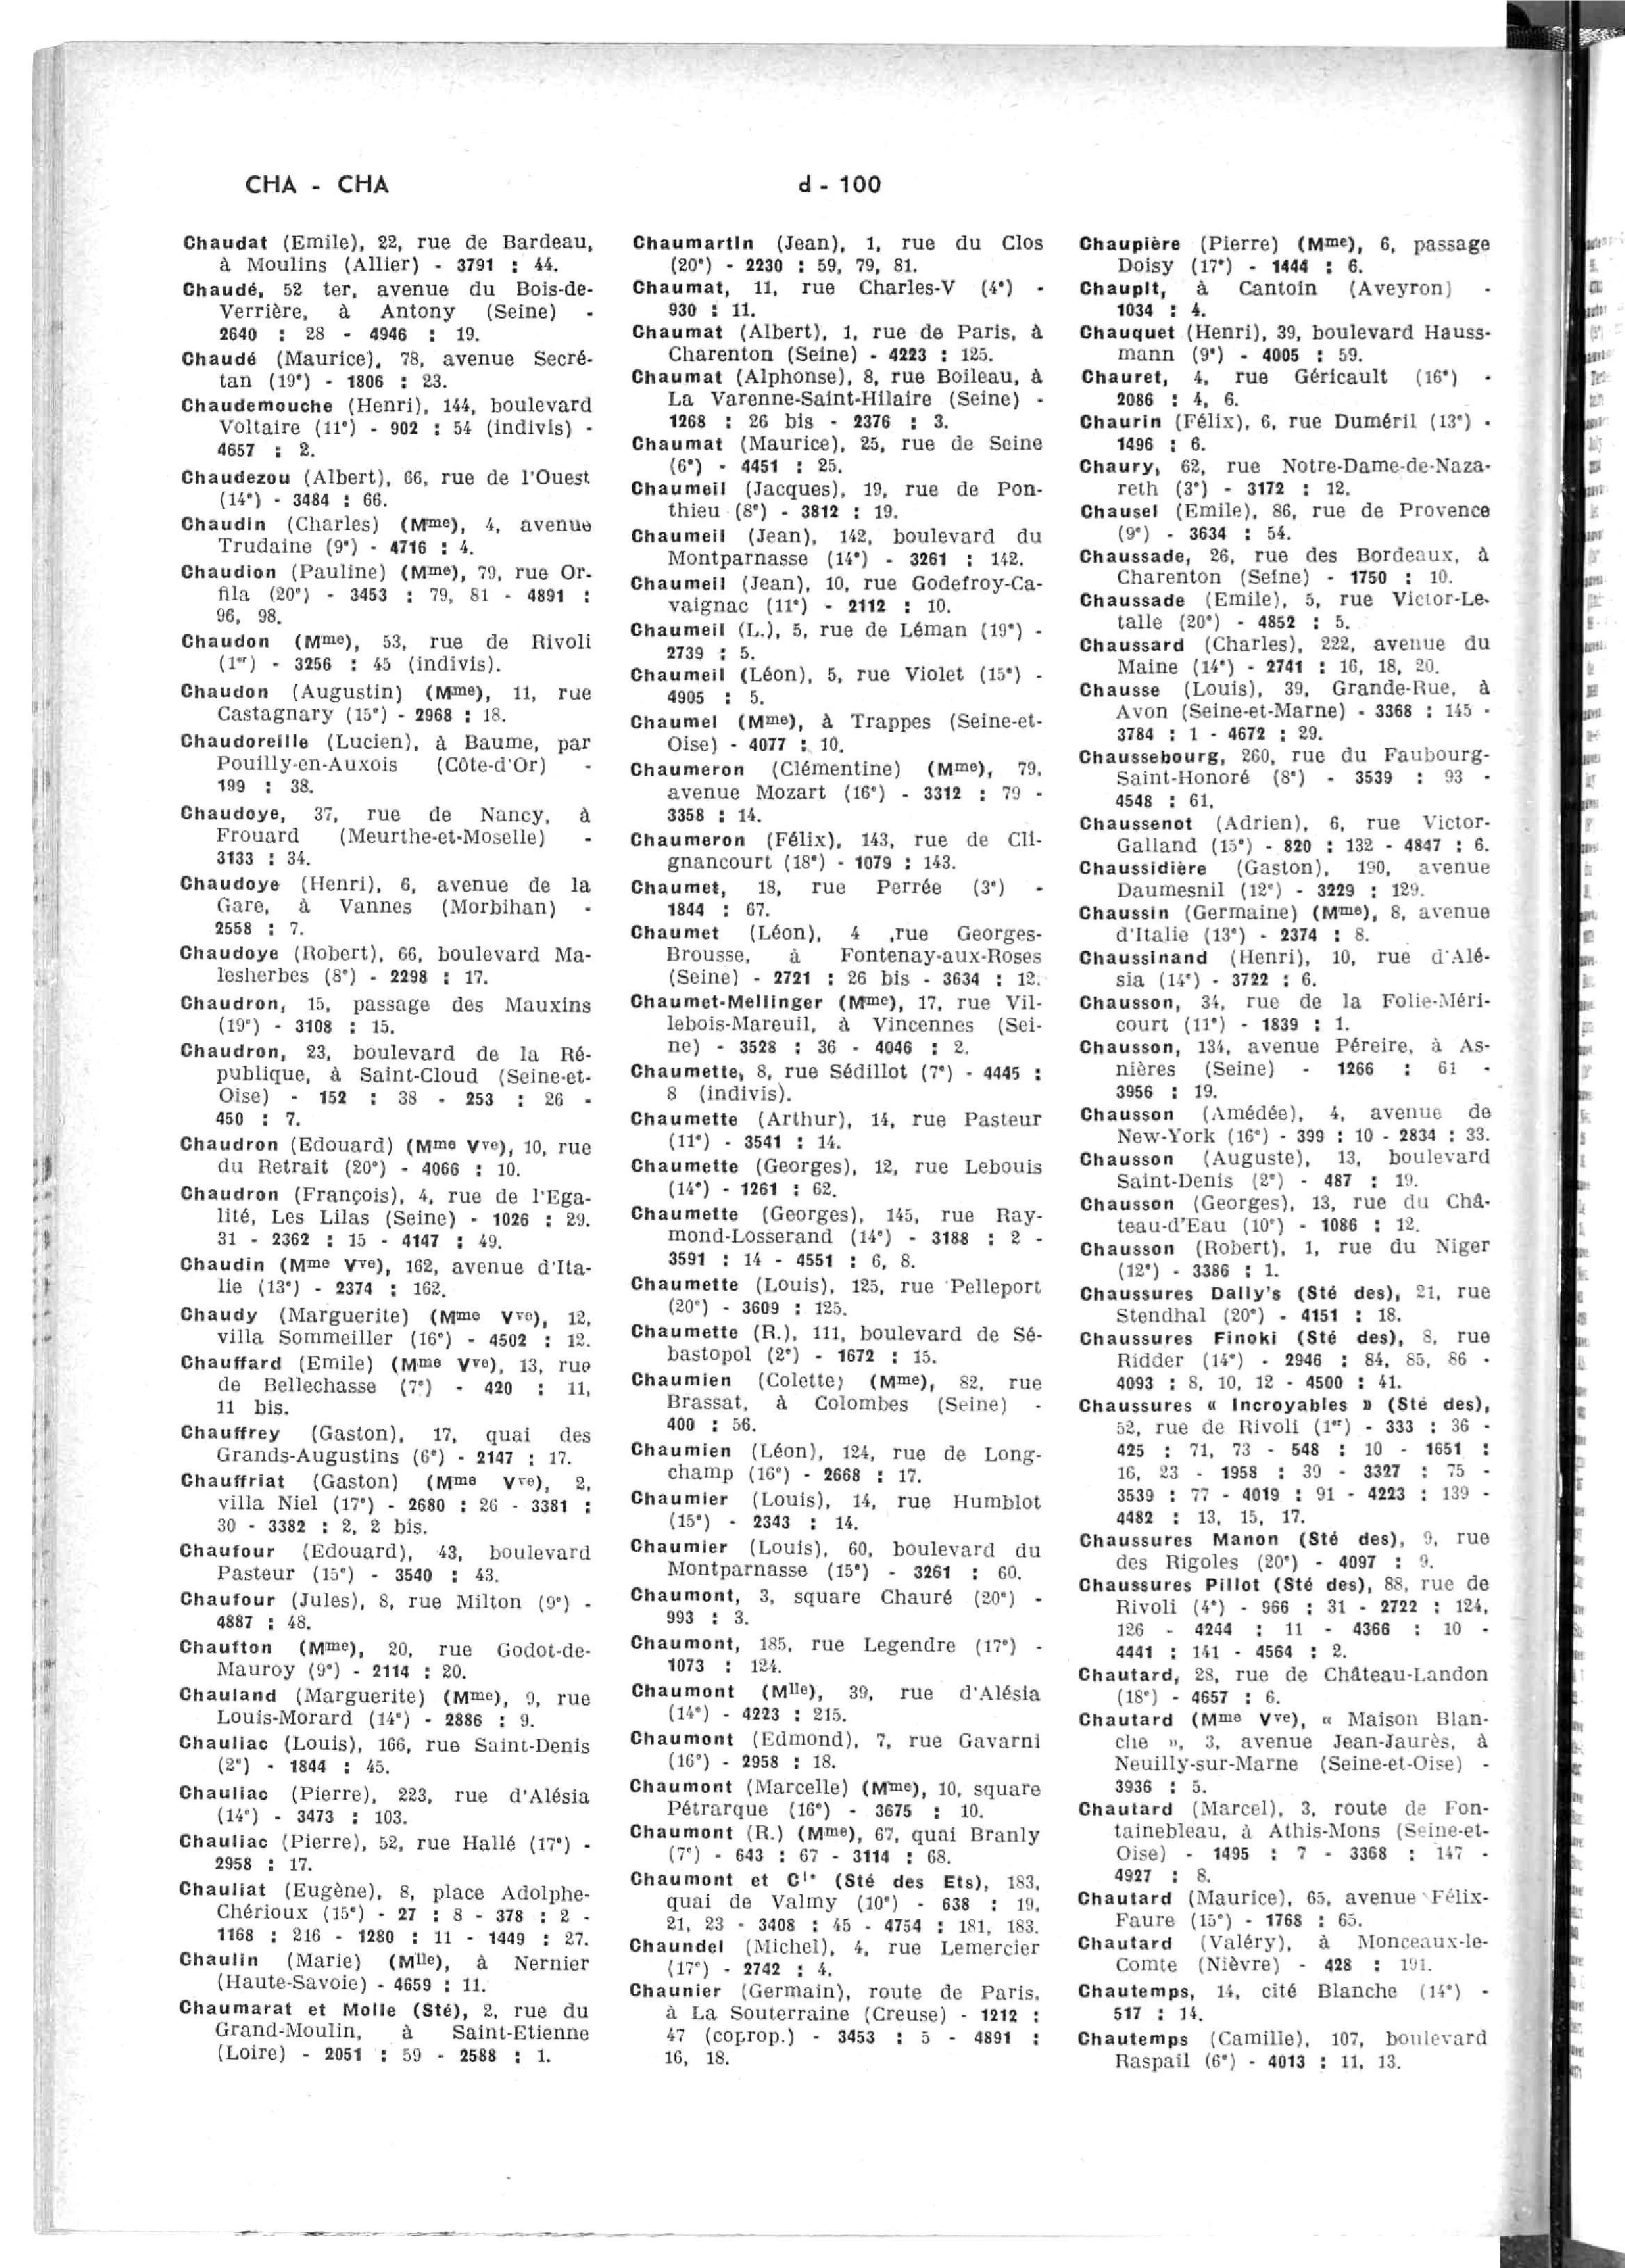 CHA - CHA
d - 100
Chaudat (Emile), 22, rue de Bardeau,
à Moulins (Allier) - 3791 : 44.
Chaudé, 52 ter, avenue du Bois-de-
Verrière, à Antony (Seine) -
2640 : 28 - 4946 : 19.
Chaudé (Maurice), 78, avenue Secré-
tan (19e) - 1806 : 23.
Chaudemouche (Henri), 144, boulevard
Voltaire (11e) - 902 : 54 (indivis) -
4657 : 2.
Chaudezou (Albert), 66, rue de l'Ouest
(14e) - 3484 : 66.
Chaudin (Charles) (Mme), 4, avenue
Trudaine (9e) - 4716 : 4.
Chaudion (Pauline) (Mme), 79, rue Or-
fila (20e) - 3453 : 79, 81 - 4891 :
96, 98.
Chaudon (Mme), 53, rue de Rivoli
(1er) - 3256 : 45 (indivis).
Chaudon (Augustin) (Mme), 11, rue
Castagnary (15e) - 2968 : 18.
Chaudoreille (Lucien), à Baume, par
Pouilly-en-Auxois (Côte-d'Or) -
199 : 38.
Chaudoye, 37, rue de Nancy, à
Frouard (Meurthe-et-Moselle) -
3133 : 34.
Chaudoye (Henri), 6, avenue de la
Gare, à Vannes (Morbihan) -
2558 : 7.
Chaudoye (Robert), 66, boulevard Ma-
lesherbes (8e) - 2298 : 17.
Chaudron, 15, passage des Mauxins
(19e) - 3108 : 15.
Chaudron, 23, boulevard de la Ré-
publique, à Saint-Cloud (Seine-et-
Oise) - 152 : 38 - 253 : 26 -
450 : 7.
Chaudron (Edouard) (Mme Vve), 10, rue
du Retrait (20e) - 4066 : 10.
Chaudron (François), 4, rue de l'Ega-
lité, Les Lilas (Seine) - 1026 : 29.
31 - 2362 : 15 - 4147 : 49.
Chaudin (Mme Vve), 162, avenue d'Ita-
lie (13e) - 2374 : 162.
Chaudy (Marguerite) (Mme Vve), 12,
villa Sommeiller (16e) - 4502 : 12.
Chauffard (Emile) (Mme Vve), 13, rue
de Bellechasse (7e) - 420 : 11,
11 bis.
Chauffrey (Gaston), 17, quai des
Grands-Augustins (6e) - 2147 : 17.
Chauffriat (Gaston) (Mme Vve), 2,
villa Niel (17e) - 2680 : 26 - 3381 :
30 - 3382 : 2, 2 bis.
Chaufour (Edouard), 43, boulevard
Pasteur (15e) - 3540 : 43.
Chaufour (Jules), 8, rue Milton (9e) -
4887 : 48.
Chaufton (Mme), 20, rue Godot-de-
Mauroy (9e) - 2114 : 20.
Chauland (Marguerite) (Mme), 9, rue
Louis-Morard (14e) - 2886 : 9.
Chauliac (Louis), 166, rue Saint-Denis
(2e) - 1844 : 45.
Chauliac (Pierre), 223, rue d'Alésia
(14e) - 3473 : 103.
Chauliac (Pierre), 52, rue Hallé (17e) -
2958 : 17.
Chauliat (Eugène), 8, place Adolphe-
Chérioux (15e) - 27 : 8 - 378 : 2 -
1168 : 216 - 1280 : 11 - 1449 : 27.
Chaulin (Marie) (Mlle), à Nernier
(Haute-Savoie) - 4659 : 11.
Chaumarat et Molle (Sté), 2, rue du
Grand-Moulin, à Saint-Etienne
(Loire) - 2051 : 59 - 2588 : 1.
Chaumartin (Jean), 1, rue du Clos
(20e) - 2230 : 59, 79, 81.
Chaumat, 11, rue Charles-V (4e) -
930 : 11.
Chaumat (Albert), 1, rue de Paris, à
Charenton (Seine) - 4223 : 125.
Chaumat (Alphonse), 8, rue Boileau, à
La Varenne-Saint-Hilaire (Seine) -
1268 : 26 bis - 2376 : 3.
Chaumat (Maurice), 25, rue de Seine
(6e) - 4451 : 25.
Chaumeil (Jacques), 19, rue de Pon-
thieu (8e) - 3812 : 19.
Chaumeil (Jean), 142, boulevard du
Montparnasse (14e) - 3261 : 142.
Chaumeil (Jean), 10, rue Godefroy-Ca-
vaignac (11e) - 2112 : 10.
Chaumeil (L.), 5, rue de Léman (19e) -
2739 : 5.
Chaumeil (Léon), 5, rue Violet (15e) -
4905 : 5.
Chaumel (Mme), à Trappes (Seine-et-
Oise) - 4077 : 10.
Chaumeron (Clémentine) (Mme), 79,
avenue Mozart (16e) - 3312 : 79 -
3358 : 14.
Chaumeron (Félix), 143, rue de Cli-
gnancourt (18e) - 1079 : 143.
Chaumet, 18, rue Perrée (3e) -
1844 : 67.
Chaumet (Léon), 4 ,rue Georges-
Brousse, à Fontenay-aux-Roses
(Seine) - 2721 : 26 bis - 3634 : 12.
Chaumet-Mellinger (Mme), 17, rue Vil-
lebois-Mareuil, à Vincennes (Sei-
ne) - 3528 : 36 - 4046 : 2.
Chaumette, 8, rue Sédillot (7e) - 4445 :
8 (indivis).
Chaumette (Arthur), 14, rue Pasteur
(11e) - 3541 : 14.
Chaumette (Georges), 12, rue Lebouis
(14e) - 1261 : 62.
Chaumette (Georges), 145, rue Ray-
mond-Losserand (14e) - 3188 : 2 -
3591 : 14 - 4551 : 6, 8.
Chaumette (Louis), 125, rue Pelleport
(20e) - 3609 : 125.
Chaumette (R.), 111, boulevard de Sé-
bastopol (2e) - 1672 : 15.
Chaumien (Colette) (Mme), 82, rue
Brassat, à Colombes (Seine) -
400 : 56.
Chaumien (Léon), 124, rue de Long-
champ (16e) - 2668 : 17.
Chaumier (Louis), 14, rue Humblot
(15e) - 2343 : 14.
Chaumier (Louis), 60, boulevard du
Montparnasse (15e) - 3261 : 60.
Chaumont, 3, square Chauré (20e) -
993 : 3.
Chaumont, 185, rue Legendre (17e) -
1073 : 124.
Chaumont (Mlle), 39, rue d'Alésia
(14e) - 4223 : 215.
Chaumont (Edmond), 7, rue Gavarni
(16e) - 2958 : 18.
Chaumont (Marcelle) (Mme), 10, square
Pétrarque (16e) - 3675 : 10.
Chaumont (R.) (Mme), 67, quai Branly
(7e) - 643 : 67 - 3114 : 68.
Chaumont et Cie (Sté des Ets), 183,
quai de Valmy (10e) - 638 : 19,
21, 23 - 3408 : 45 - 4754 : 181, 183.
Chaundel (Michel), 4, rue Lemercier
(17e) - 2742 : 4.
Chaunier (Germain), route de Paris,
à La Souterraine (Creuse) - 1212 :
47 (coprop.) - 3453 : 5 - 4891 :
16, 18.
Chaupière (Pierre) (Mme), 6, passage
Doisy (17e) - 1444 : 6.
Chaupit, à Cantoin (Aveyron) -
1034 : 4.
Chauquet (Henri), 39, boulevard Hauss-
mann (9e) - 4005 : 59.
Chauret, 4, rue Géricault (16e) -
2086 : 4, 6.
Chaurin (Félix), 6, rue Duméril (13e) -
1496 : 6.
Chaury, 62, rue Notre-Dame-de-Naza-
reth (3e) - 3172 : 12.
Chausel (Emile), 86, rue de Provence
(9e) - 3634 : 54.
Chaussade, 26, rue des Bordeaux, à
Charenton (Seine) - 1750 : 10.
Chaussade (Emile), 5, rue Victor-Le-
talle (20e) - 4852 : 5.
Chaussard (Charles), 222, avenue du
Maine (14e) - 2741 : 16, 18, 20.
Chausse (Louis), 39, Grande-Rue, à
Avon (Seine-et-Marne) - 3368 : 145 -
3784 : 1 - 4672 : 29.
Chaussebourg, 260, rue du Faubourg-
Saint-Honoré (8e) - 3539 : 93 -
4548 : 61.
Chaussenot (Adrien), 6, rue Victor-
Galland (15e) - 820 : 132 - 4847 : 6.
Chaussidière (Gaston), 190, avenue
Daumesnil (12e) - 3229 : 129.
Chaussin (Germaine) (Mme), 8, avenue
d'Italie (13e) - 2374 : 8.
Chaussinand (Henri), 10, rue d'Alé-
sia (14e) - 3722 : 6.
Chausson, 34, rue de la Folie-Méri-
court (11e) - 1839 : 1.
Chausson, 134, avenue Péreire, à As-
nières (Seine) - 1266 : 61 -
3956 : 19.
Chausson (Amédée), 4, avenue de
New-York (16e) - 399 : 10 - 2834 : 33.
Chausson (Auguste), 13, boulevard
Saint-Denis (2e) - 487 : 19.
Chausson (Georges), 13, rue du Châ-
teau-d'Eau (10e) - 1086 : 12.
Chausson (Robert), 1, rue du Niger
(12e) - 3386 : 1.
Chaussures Dally's (Sté des), 21, rue
Stendhal (20e) - 4151 : 18.
Chaussures Finoki (Sté des), 8, rue
Ridder (14e) - 2946 : 84, 85, 86 -
4093 : 8, 10, 12 - 4500 : 41.
Chaussures « Incroyables » (Sté des),
52, rue de Rivoli (1er) - 333 : 36 -
425 : 71, 73 - 548 : 10 - 1651 :
16, 23 - 1958 : 39 - 3327 : 75 -
3539 : 77 - 4019 : 91 - 4223 : 139 -
4482 : 13, 15, 17.
Chaussures Manon (Sté des), 9, rue
des Rigoles (20e) - 4097 : 9.
Chaussures Pillot (Sté des), 88, rue de
Rivoli (4e) - 966 : 31 - 2722 : 124,
126 - 4244 : 11 - 4366 : 10 -
4441 : 141 - 4564 : 2.
Chautard, 28, rue de Château-Landon
(18e) - 4657 : 6.
Chautard (Mme Vve), « Maison Blan-
che », 3, avenue Jean-Jaurès, à
Neuilly-sur-Marne (Seine-et-Oise) -
3936 : 5.
Chautard (Marcel), 3, route de Fon-
tainebleau, à Athis-Mons (Seine-et-
Oise) - 1495 : 7 - 3368 : 147 -
4927 : 8.
Chautard (Maurice), 65, avenue Félix-
Faure (15e) - 1768 : 65.
Chautard (Valéry), à Monceaux-le-
Comte (Nièvre) - 428 : 191.
Chautemps, 14, cité Blanche (14e) -
517 : 14.
Chautemps (Camille), 107, boulevard
Raspail (6e) - 4013 : 11, 13.